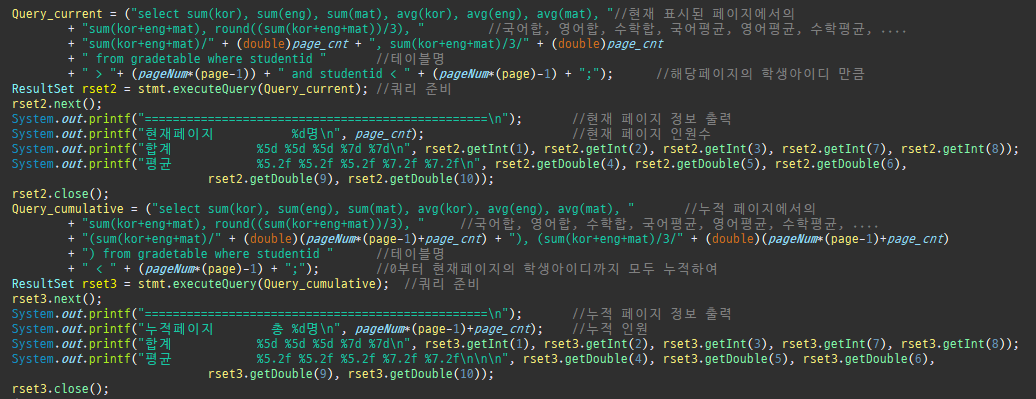 Query_current = ("select sum(kor), sum(eng), sum(mat), avg(kor), avg(eng), avg(mat), "//현재 표시된 페이지에서의
+ "sum(kor+eng+mat), round((sum(kor+eng+mat))/3), " //국어합, 영어합, 수학합, 국어평균, 영어평균, 수학평균, ....
+ "sum(kor+eng+mat)/" + (double)page_cnt + ", sum(kor+eng+mat)/3/" + (double)page_cnt
+ " from gradetable where studentid " //테이블명
+ " > "+ (pageNum*(page-1)) + " and studentid < " + (pageNum*(page)-1) + ";"); //해당페이지의 학생아이디 만큼
ResultSet rset2 = stmt.executeQuery(Query_current); //쿼리 준비
rset2.next();
System.out.printf("=================================================\n"); //현재 페이지 정보 출력
System.out.printf("현재페이지 %d명\n", page_cnt); //현재 페이지 인원수
System.out.printf("합계 %5d %5d %5d %7d %7d\n", rset2.getInt(1), rset2.getInt(2), rset2.getInt(3), rset2.getInt(7), rset2.getInt(8));
System.out.printf("평균 %5.2f %5.2f %5.2f %7.2f %7.2f\n", rset2.getDouble(4), rset2.getDouble(5), rset2.getDouble(6),
rset2.getDouble(9), rset2.getDouble(10));
rset2.close();
Query_cumulative = ("select sum(kor), sum(eng), sum(mat), avg(kor), avg(eng), avg(mat), " //누적 페이지에서의
+ "sum(kor+eng+mat), round((sum(kor+eng+mat))/3), " //국어합, 영어합, 수학합, 국어평균, 영어평균, 수학평균, ....
+ "(sum(kor+eng+mat)/" + (double)(pageNum*(page-1)+page_cnt) + "), (sum(kor+eng+mat)/3/" + (double)(pageNum*(page-1)+page_cnt)
+ ") from gradetable where studentid " //테이블명
+ " < " + (pageNum*(page)-1) + ";"); //0부터 현재페이지의 학생아이디까지 모두 누적하여
ResultSet rset3 = stmt.executeQuery(Query_cumulative); //쿼리 준비
rset3.next();
System.out.printf("=================================================\n"); //누적 페이지 정보 출력
System.out.printf("누적페이지 총 %d명\n", pageNum*(page-1)+page_cnt); //누적 인원
System.out.printf("합계 %5d %5d %5d %7d %7d\n", rset3.getInt(1), rset3.getInt(2), rset3.getInt(3), rset3.getInt(7), rset3.getInt(8));
System.out.printf("평균 %5.2f %5.2f %5.2f %7.2f %7.2f\n\n\n", rset3.getDouble(4), rset3.getDouble(5), rset3.getDouble(6),
rset3.getDouble(9), rset3.getDouble(10));
rset3.close();